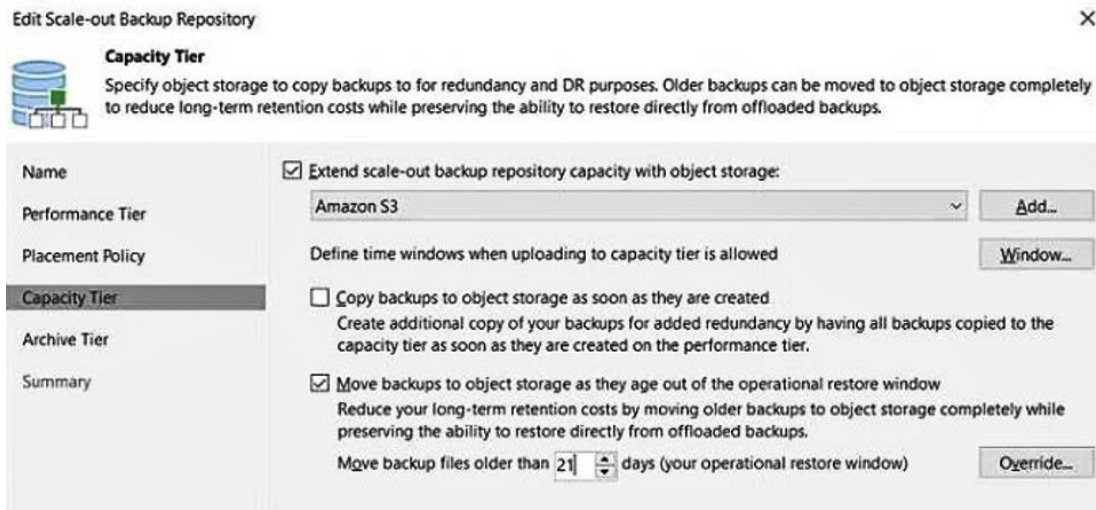 Edit Scale-out Backup Repository
Capacity Tier
Specify object storage to copy backups to for redundancy and DR purposes. Older backups can be moved to object storage completely
to reduce long-term retention costs while preserving the ability to restore directly from offloaded backups.
Name
Performance Tier
Placement Policy
Capacity Tier
Archive Tier
Summary
Extend scale-out backup repository capacity with object storage:
Amazon S3
Add...
Define time windows when uploading to capacity tier is allowed
Window...
Copy backups to object storage as soon as they are created
Create additional copy of your backups for added redundancy by having all backups copied to the
capacity tier as soon as they are created on the performance tier.
Move backups to object storage as they age out of the operational restore window
Reduce your long-term retention costs by moving older backups to object storage completely while
preserving the ability to restore directly from offloaded backups.
Move backup files older than 21 days (your operational restore window)
Override...